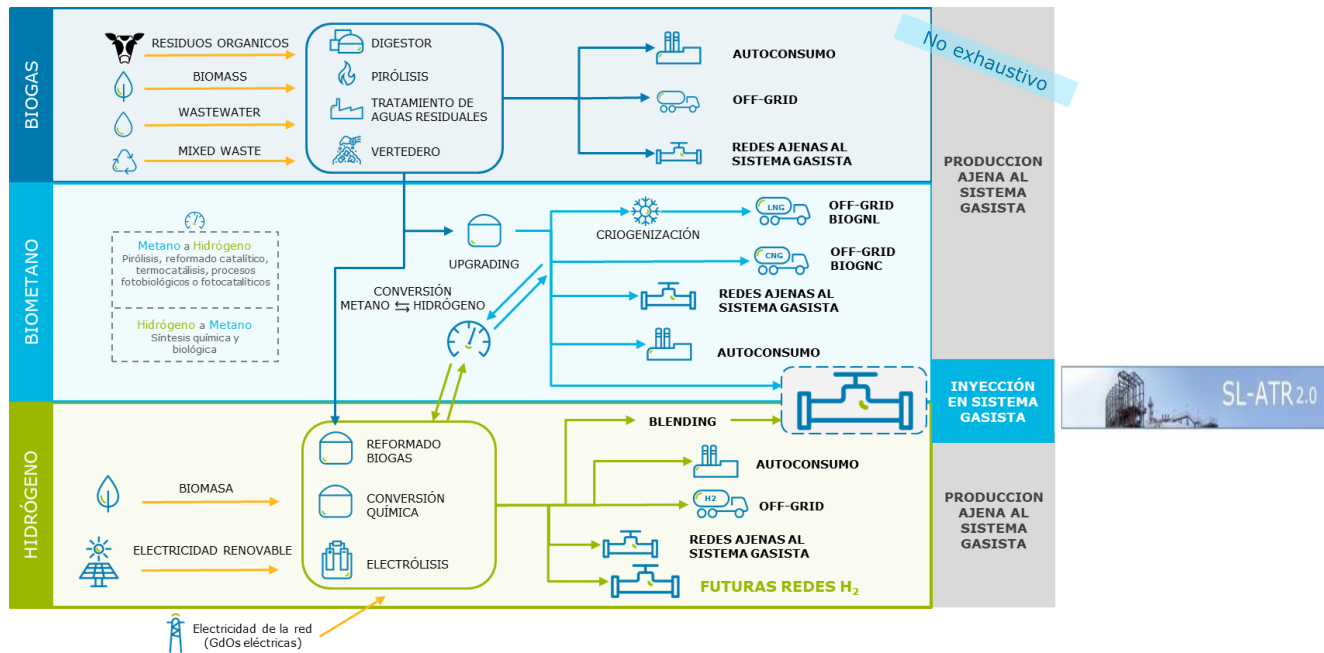 BIOGAS
RESIDUOS ORGANICOS
BIOMASS
WASTEWATER
MIXED WASTE
DIGESTOR
PIRÓLISIS
TRATAMIENTO DE
AGUAS RESIDUALES
VERTEDERO
AUTOCONSUMO
OFF-GRID
REDES AJENAS AL
SISTEMA GASISTA
No exhaustivo
PRODUCCION
AJENA AL
SISTEMA
GASISTA
BIOMETANO
Metano a Hidrógeno
Pirólisis, reformado catalítico,
termocatálisis, procesos
fotobiológicos o fotocatalíticos
Hidrógeno a Metano
Síntesis química y
biológica
UPGRADING
CONVERSIÓN
METANO ⇆ HIDRÓGENO
CRIOGENIZACIÓN
LNG
OFF-GRID
BIOGNL
CNG
OFF-GRID
BIOGNC
REDES AJENAS AL
SISTEMA GASISTA
AUTOCONSUMO
INYECCIÓN
EN SISTEMA
GASISTA
SL-ATR 2.0
HIDRÓGENO
BIOMASA
ELECTRICIDAD RENOVABLE
REFORMADO
BIOGAS
CONVERSIÓN
QUÍMICA
ELECTRÓLISIS
BLENDING
AUTOCONSUMO
H2
OFF-GRID
REDES AJENAS AL
SISTEMA GASISTA
FUTURAS REDES H₂
PRODUCCION
AJENA AL
SISTEMA
GASISTA
Electricidad de la red
(GdOs eléctricas)